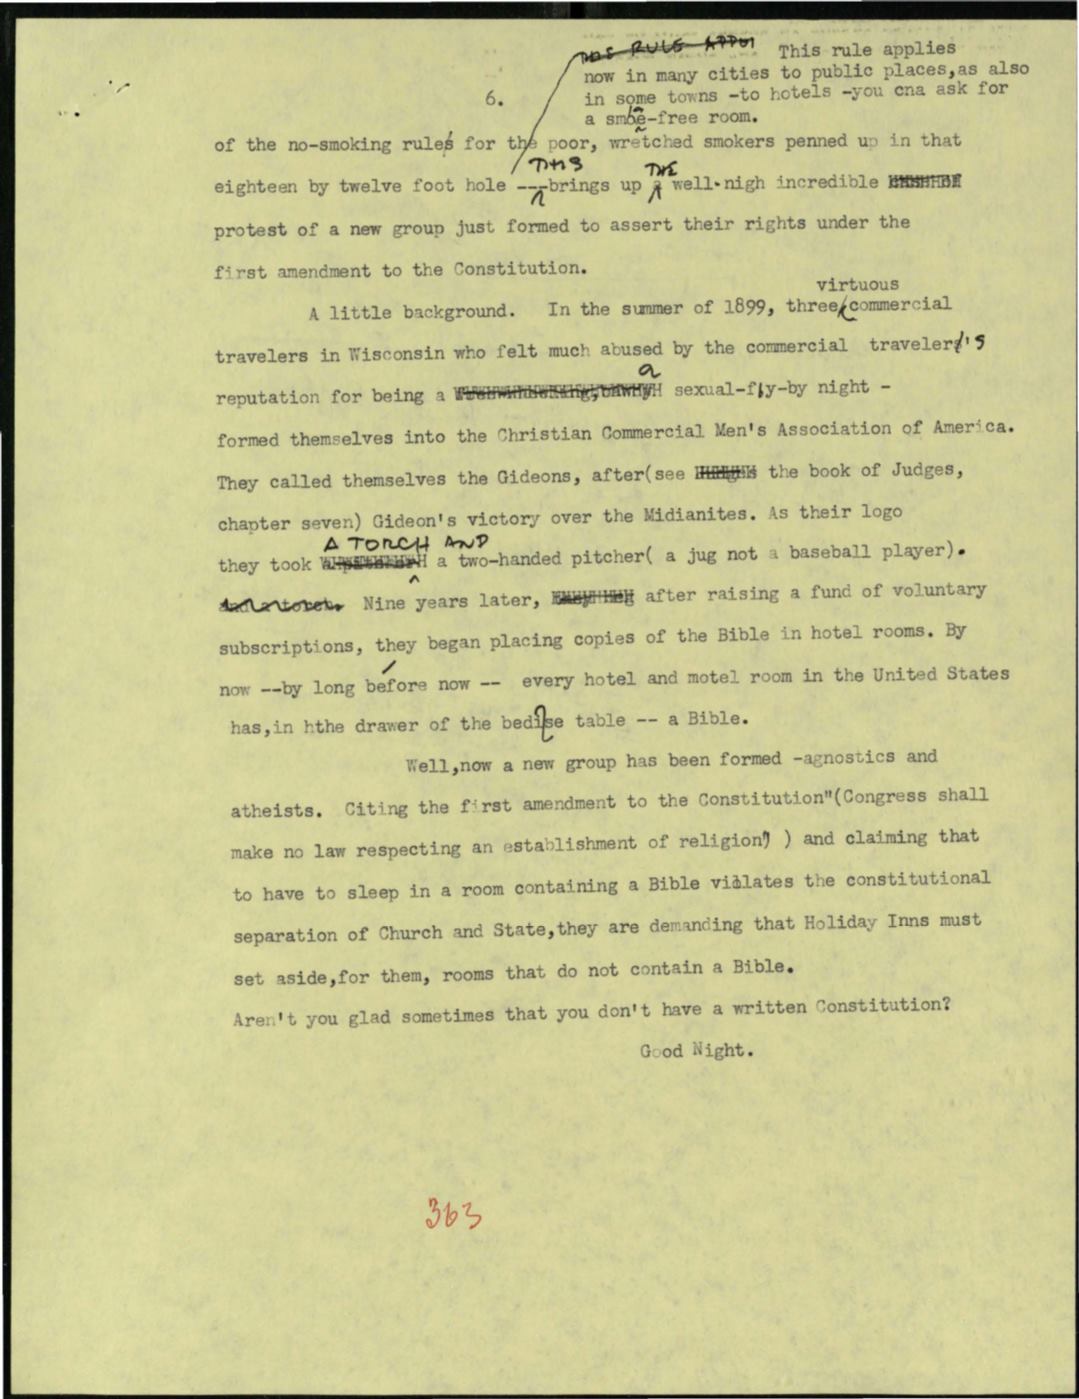 THIS RULE APPLI This rule applies
now in many cities to public places,as also
6. in some towns -to hotels -you cna ask for
a smoe-free room.
of the no-smoking rules for the poor, wretched smokers penned up in that
THIS THE
eighteen by twelve foot hole ---brings up a well-nigh incredible
protest of a new group just formed to assert their rights under the
first amendment to the Constitution.
virtuous
A little background. In the summer of 1899, three commercial
travelers in Wisconsin who felt much abused by the commercial traveler's
a
reputation for being a sexual-fly-by night -
formed themselves into the Christian Commercial Men's Association of America.
They called themselves the Gideons, after(see the book of Judges,
chapter seven) Gideon's victory over the Midianites. As their logo
A TORCH AND
they took a two-handed pitcher( a jug not a baseball player).
Nine years later, after raising a fund of voluntary
subscriptions, they began placing copies of the Bible in hotel rooms. By
now --by long before now -- every hotel and motel room in the United States
has,in hthe drawer of the bedise table -- a Bible.
Well,now a new group has been formed -agnostics and
atheists. Citing the first amendment to the Constitution"(Congress shall
make no law respecting an establishment of religion") ) and claiming that
to have to sleep in a room containing a Bible violates the constitutional
separation of Church and State,they are demanding that Holiday Inns must
set aside,for them, rooms that do not contain a Bible.
Aren't you glad sometimes that you don't have a written Constitution?
Good Night.
363